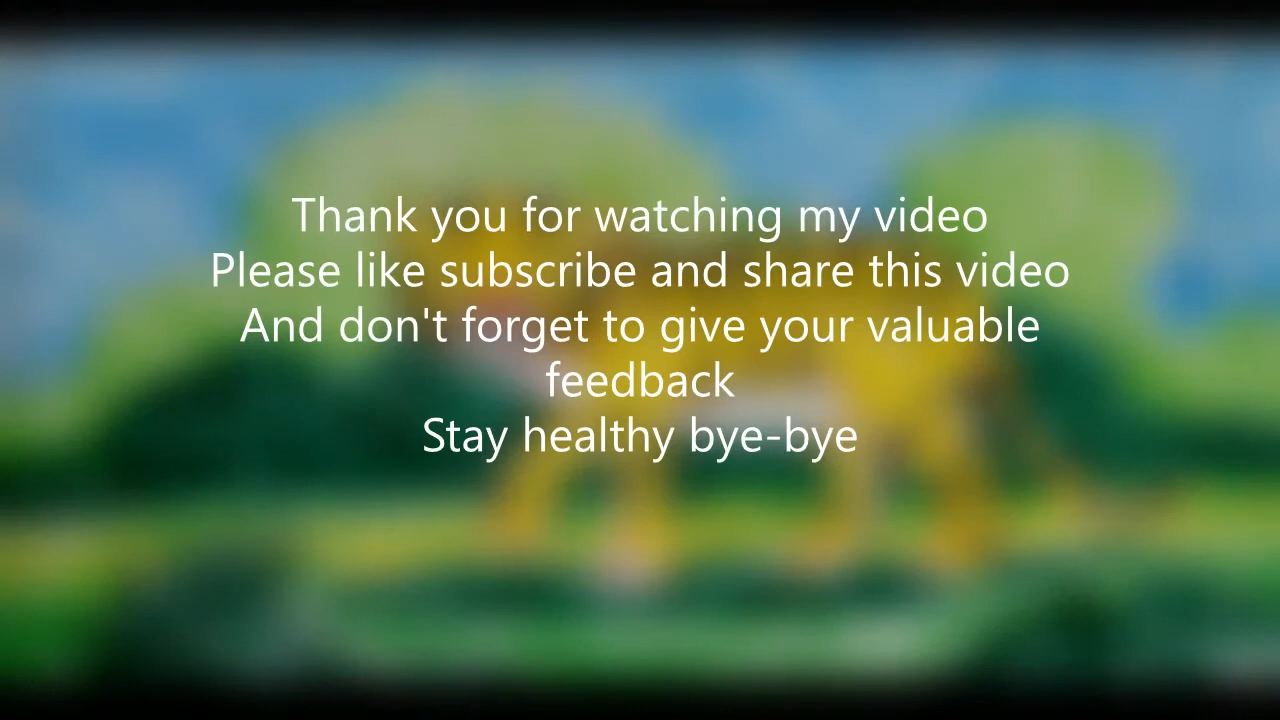 Thank you for watching my video
Please like subscribe and share this video
And don't forget to give your valuable
feedback
Stay healthy bye-bye